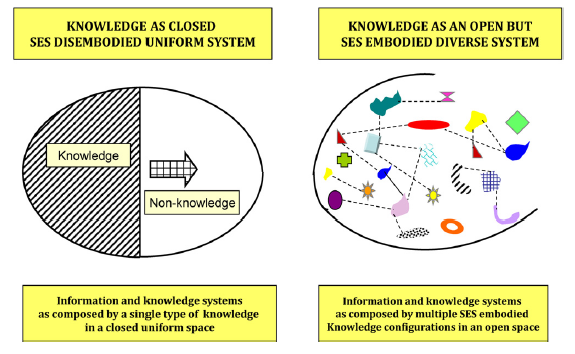 KNOWLEDGE AS CLOSED
SES DISEMBODIED UNIFORM SYSTEM
KNOWLEDGE AS AN OPEN BUT
SES EMBODIED DIVERSE SYSTEM
Knowledge
Non-knowledge
Information and knowledge systems
as composed by a single type of knowledge
in a closed uniform space
Information and knowledge systems
as composed by multiple SES embodied
Knowledge configurations in an open space